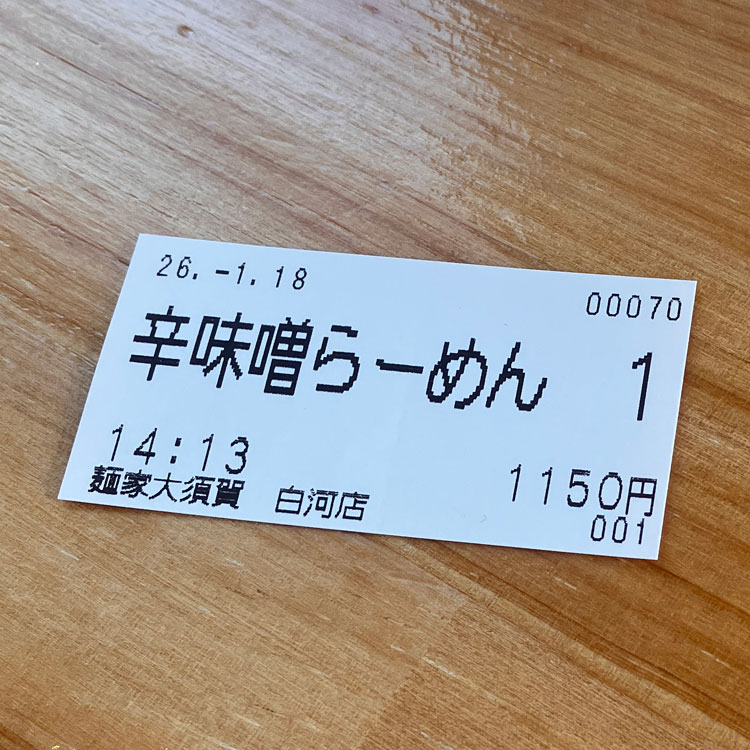 26.-1.18
00070
辛味噌らーめん 1
14:13
1150円
麺家大須賀 白河店
001